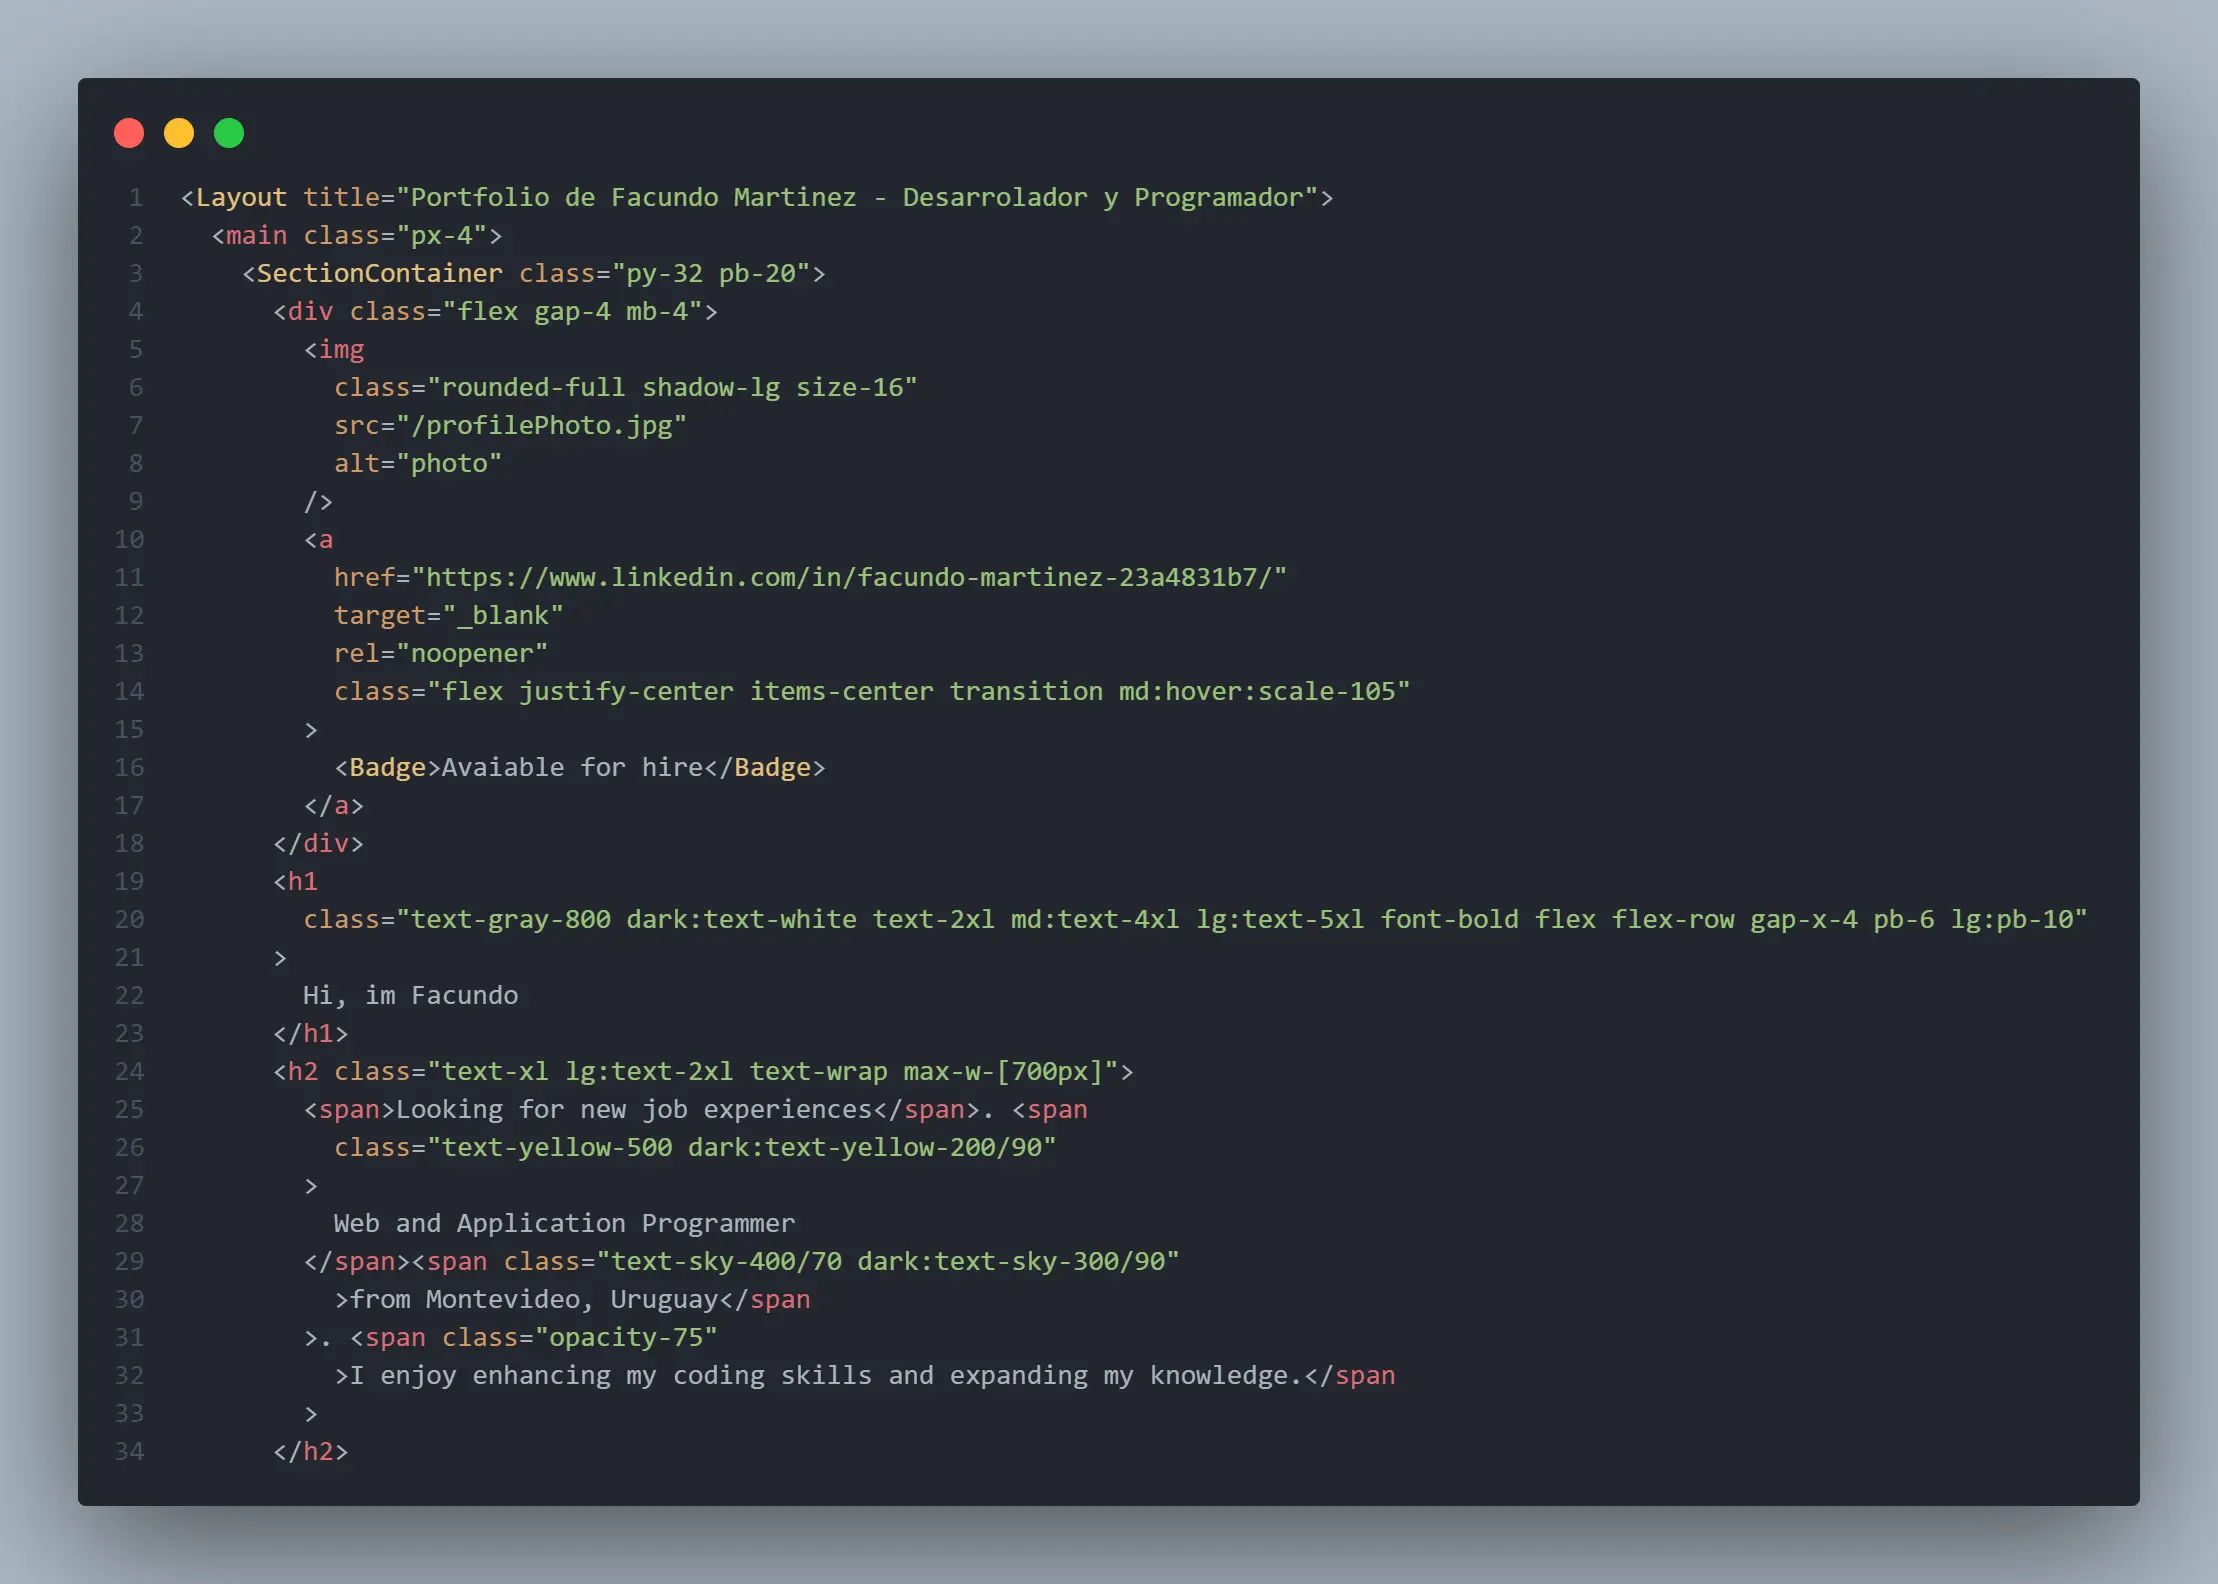 1 <Layout title="Portfolio de Facundo Martinez - Desarrolador y Programador">
2   <main class="px-4">
3     <SectionContainer class="py-32 pb-20">
4       <div class="flex gap-4 mb-4">
5         <img
6           class="rounded-full shadow-lg size-16"
7           src="/profilePhoto.jpg"
8           alt="photo"
9         />
10         <a
11           href="https://www.linkedin.com/in/facundo-martinez-23a4831b7/"
12           target="_blank"
13           rel="noopener"
14           class="flex justify-center items-center transition md:hover:scale-105"
15         >
16           <Badge>Avaiable for hire</Badge>
17         </a>
18       </div>
19       <h1
20         class="text-gray-800 dark:text-white text-2xl md:text-4xl lg:text-5xl font-bold flex flex-row gap-x-4 pb-6 lg:pb-10"
21       >
22         Hi, im Facundo
23       </h1>
24       <h2 class="text-xl lg:text-2xl text-wrap max-w-[700px]">
25         <span>Looking for new job experiences</span>. <span
26           class="text-yellow-500 dark:text-yellow-200/90"
27         >
28           Web and Application Programmer
29         </span><span class="text-sky-400/70 dark:text-sky-300/90"
30           >from Montevideo, Uruguay</span
31         >. <span class="opacity-75"
32           >I enjoy enhancing my coding skills and expanding my knowledge.</span
33         >
34       </h2>